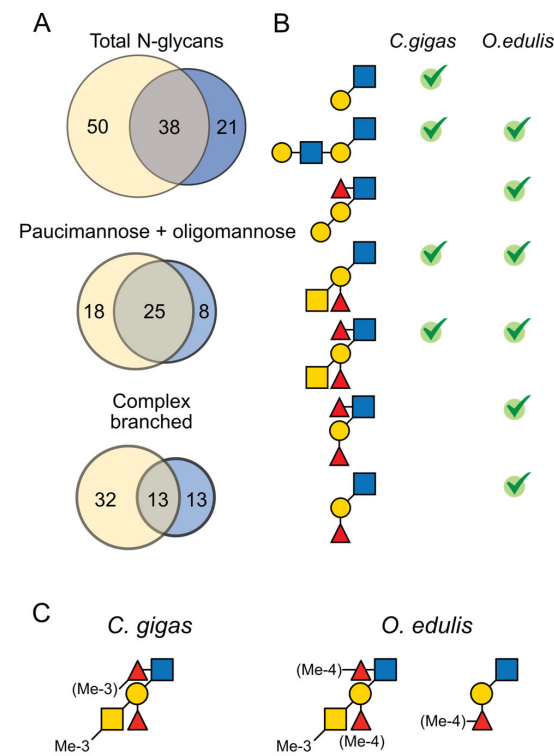 A
B
C.gigas O.edulis
Total N-glycans
50 38 21
Paucimannose + oligomannose
18 25 8
Complex
branched
32 13 13
C
C. gigas O. edulis
(Me-3)
Me-3
(Me-4)
(Me-4)
Me-3
(Me-4)